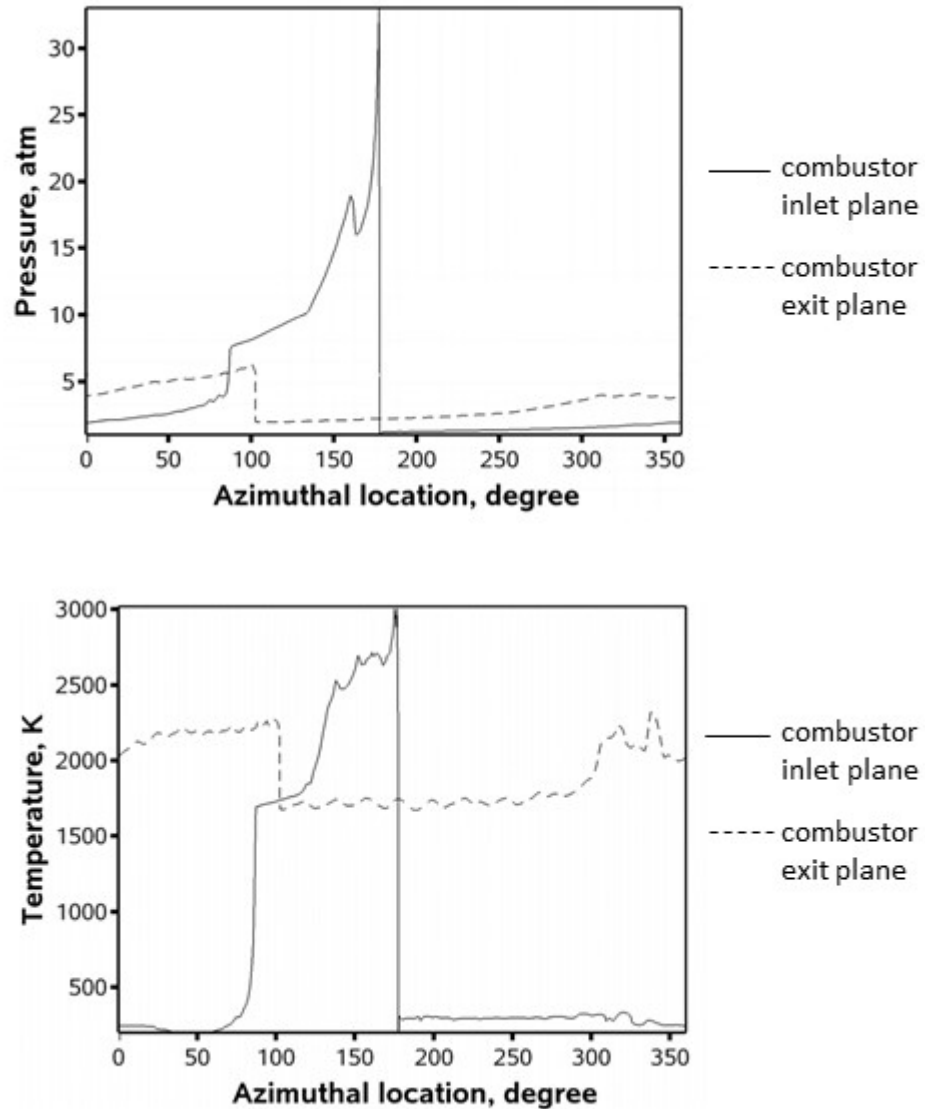 30
25
20
15
10
5
0 50 100 150 200 250 300 350
Pressure, atm
Azimuthal location, degree
combustor
inlet plane
combustor
exit plane
3000
2500
2000
1500
1000
500
0 50 100 150 200 250 300 350
Temperature, K
Azimuthal location, degree
combustor
inlet plane
combustor
exit plane